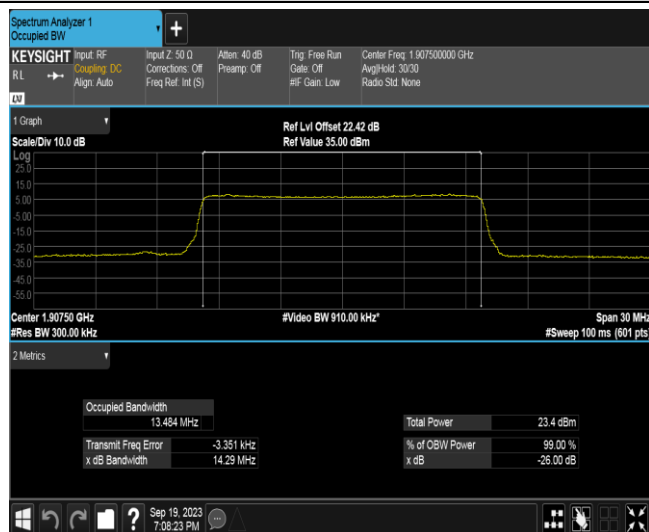 Spectrum Analyzer 1
Occupied BW
+
KEYSIGHT Input: RF Input Z: 50 Ω Atten: 40 dB Trig: Free Run Center Freq: 1.907500000 GHz
RL Coupling: DC Corrections: Off Preamp: Off Gate: Off Avg|Hold: 30/30
Align: Auto Freq Ref: Int (S) #IF Gain: Low Radio Std: None
LXI
1 Graph
Ref Lvl Offset 22.42 dB
Scale/Div 10.0 dB Ref Value 35.00 dBm
Log
25.0
15.0
5.00
-5.00
-15.0
-25.0
-35.0
-45.0
-55.0
Center 1.90750 GHz #Video BW 910.00 kHz* Span 30 MHz
#Res BW 300.00 kHz #Sweep 100 ms (601 pts)
2 Metrics
Occupied Bandwidth
13.484 MHz Total Power 23.4 dBm
Transmit Freq Error -3.351 kHz % of OBW Power 99.00 %
x dB Bandwidth 14.29 MHz x dB -26.00 dB
? Sep 19, 2023
7:08:23 PM